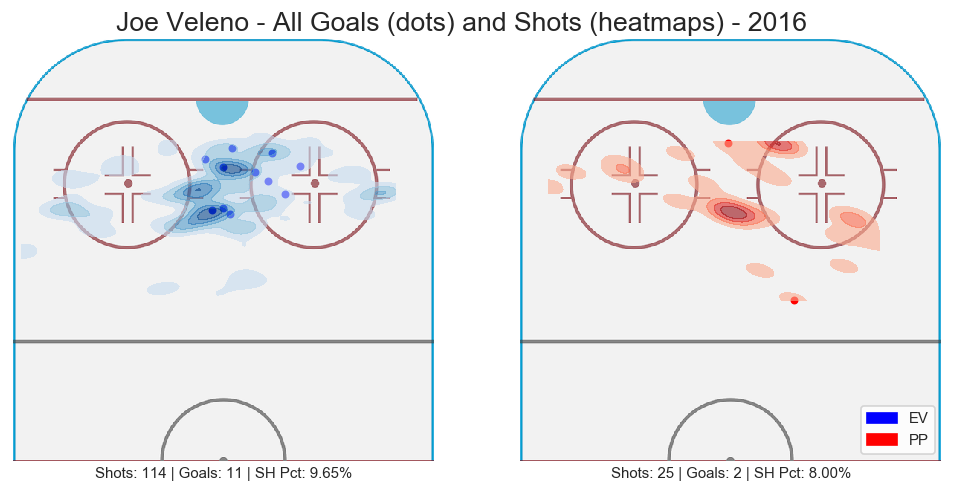 Joe Veleno - All Goals (dots) and Shots (heatmaps) - 2016
EV
PP
Shots: 114 | Goals: 11 | SH Pct: 9.65%
Shots: 25 | Goals: 2 | SH Pct: 8.00%